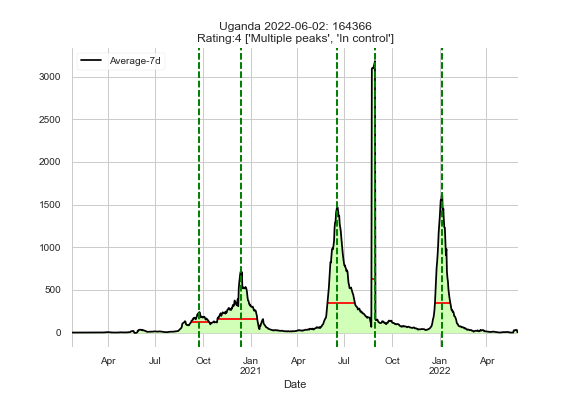 Uganda 2022-06-02: 164366
Rating:4 ['Multiple peaks', 'In control']
Average-7d
3000
2500
2000
1500
1000
500
0
Apr Jul Oct Jan Apr Jul Oct Jan Apr
2021 2022
Date